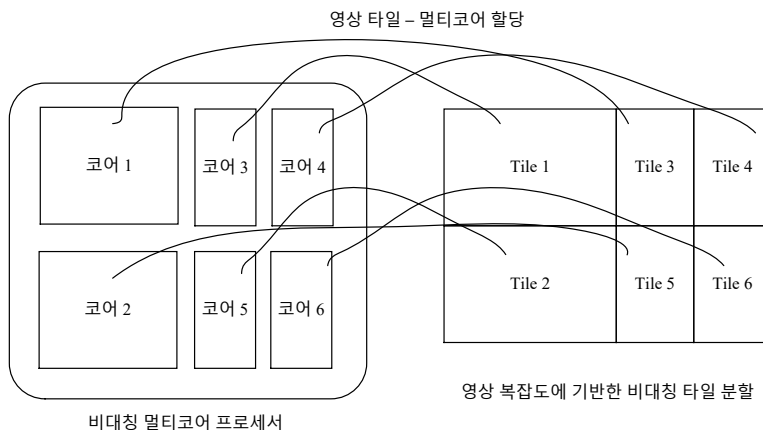 영상 타일 – 멀티코어 할당
코어 1
코어 3
코어 4
Tile 1
Tile 3
Tile 4
코어 2
코어 5
코어 6
Tile 2
Tile 5
Tile 6
영상 복잡도에 기반한 비대칭 타일 분할
비대칭 멀티코어 프로세서